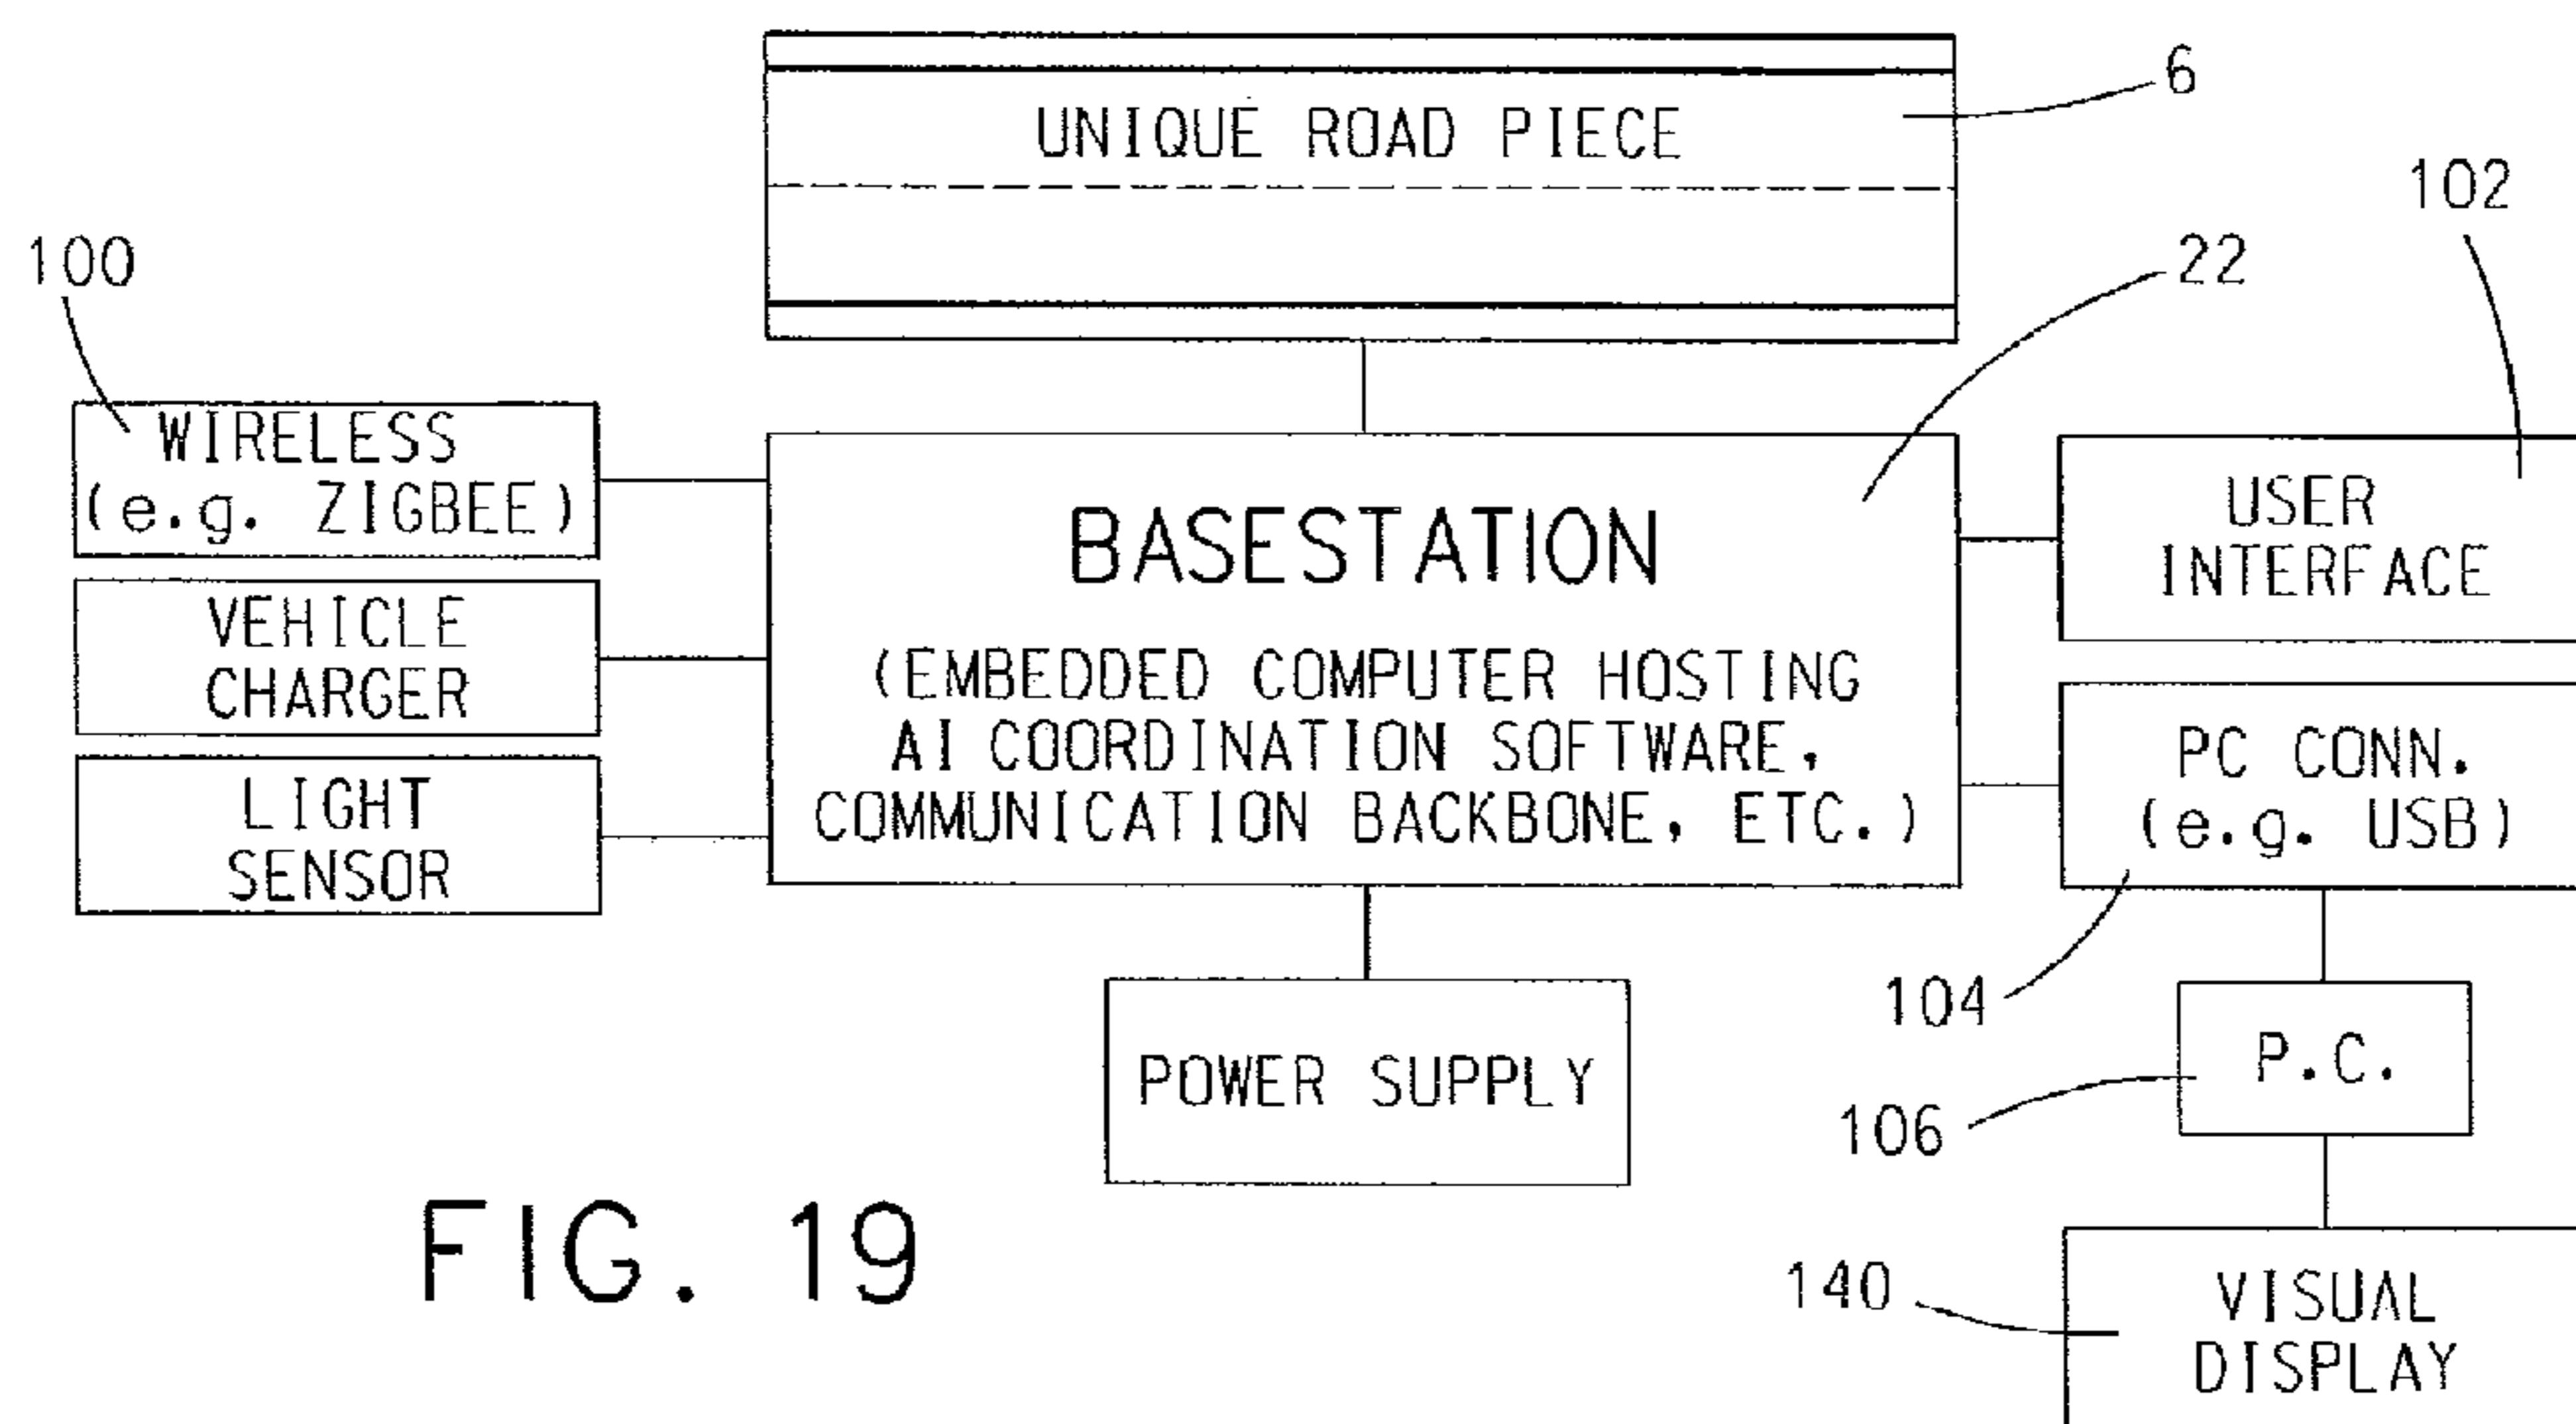 6
UNIQUE ROAD PIECE
102
22
100
WIRELESS
(e.g. ZIGBEE)
VEHICLE
CHARGER
LIGHT
SENSOR
BASESTATION
(EMBEDDED COMPUTER HOSTING
AI COORDINATION SOFTWARE,
COMMUNICATION BACKBONE, ETC.)
USER
INTERFACE
PC CONN.
(e.g. USB)
104
POWER SUPPLY
P.C.
106
140
VISUAL
DISPLAY
FIG. 19